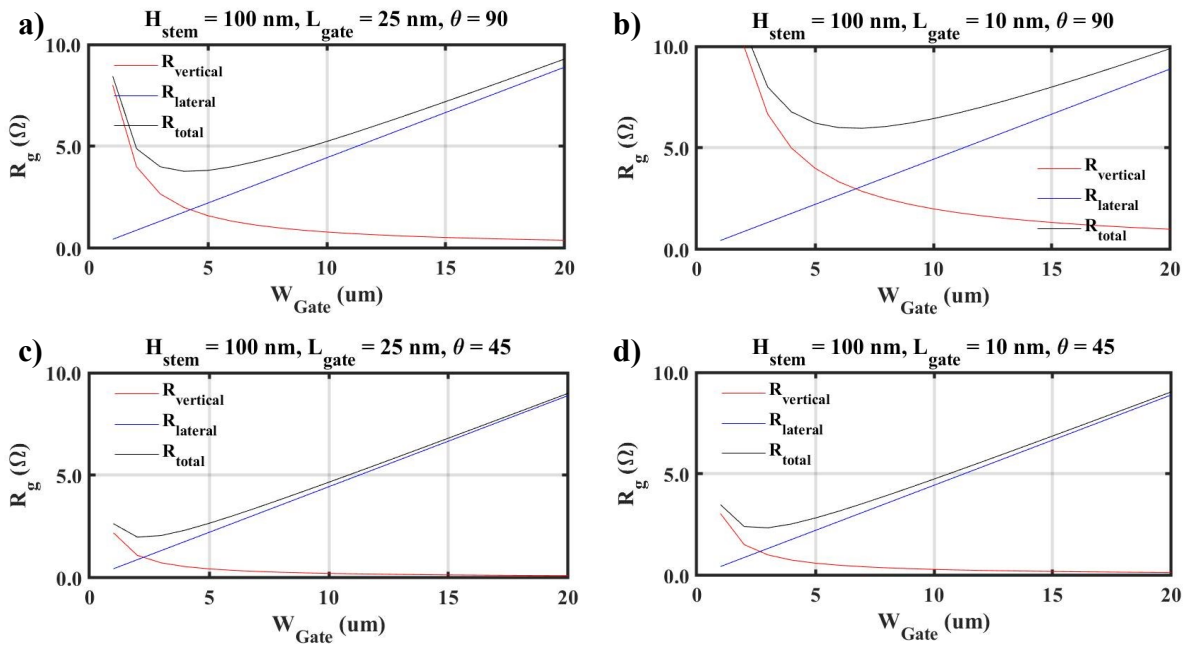 a)
H_stem = 100 nm, L_gate = 25 nm, θ = 90
10.0
5.0
0.0
R_g (Ω)
R_vertical
R_lateral
R_total
0 5 10 15 20
W_Gate (um)
b)
H_stem = 100 nm, L_gate = 10 nm, θ = 90
10.0
5.0
0.0
R_g (Ω)
R_vertical
R_lateral
R_total
0 5 10 15 20
W_Gate (um)
c)
H_stem = 100 nm, L_gate = 25 nm, θ = 45
10.0
5.0
0.0
R_g (Ω)
R_vertical
R_lateral
R_total
0 5 10 15 20
W_Gate (um)
d)
H_stem = 100 nm, L_gate = 10 nm, θ = 45
10.0
5.0
0.0
R_g (Ω)
R_vertical
R_lateral
R_total
0 5 10 15 20
W_Gate (um)